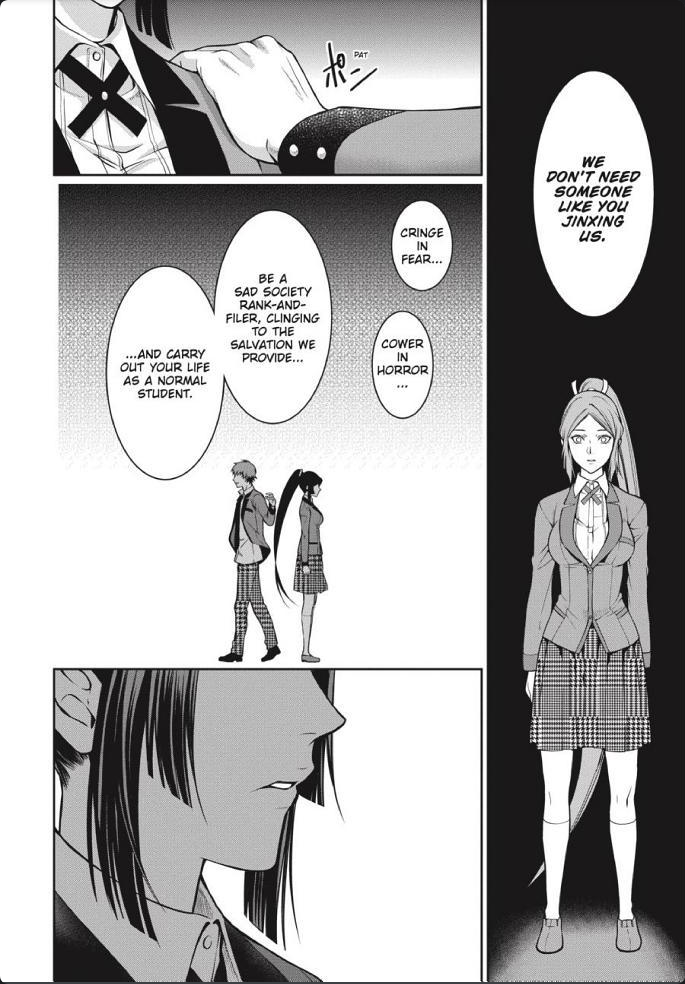 WE
DON'T NEED
SOMEONE
LIKE YOU
JINXING
US.
ポン
PAT
CRINGE
IN
FEAR...
COWER
IN
HORROR
...
BE A
SAD SOCIETY
RANK-AND-
FILER, CLINGING
TO THE
SALVATION WE
PROVIDE...
...AND CARRY
OUT YOUR LIFE
AS A NORMAL
STUDENT.